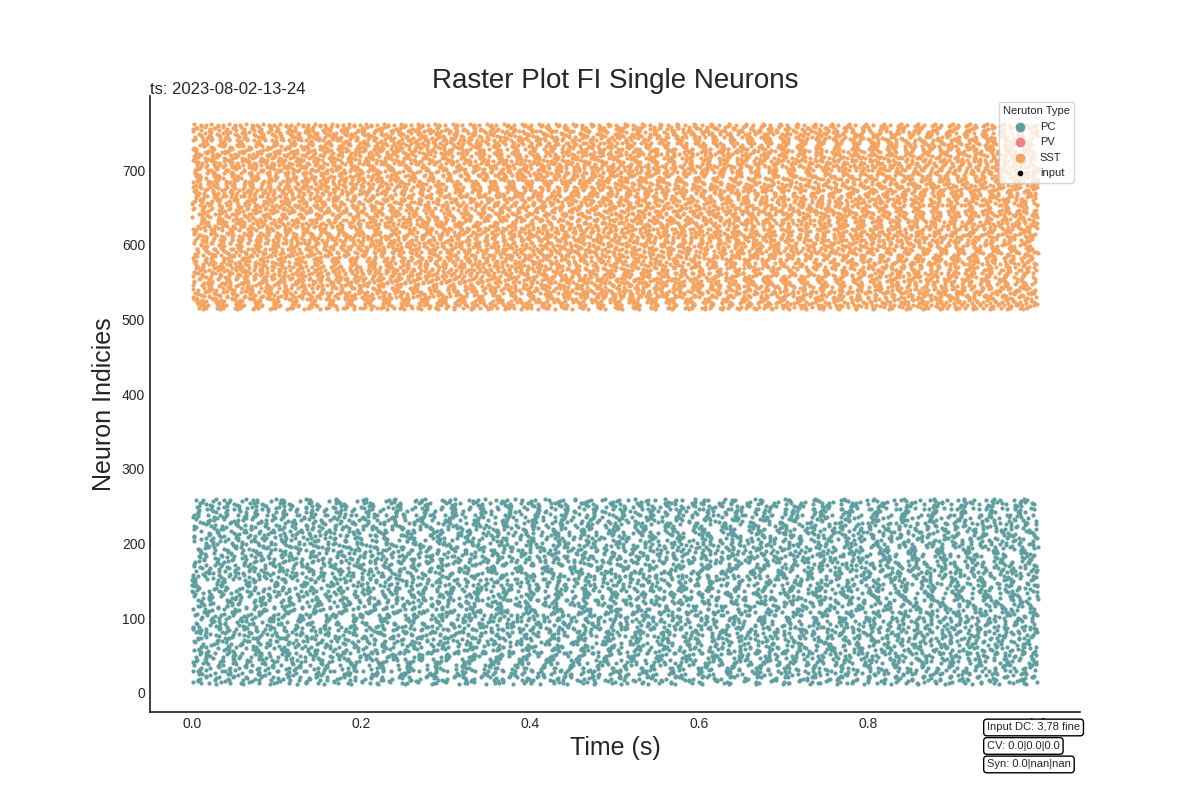 Raster Plot FI Single Neurons
ts: 2023-08-02-13-24
Neruton Type
PC
PV
SST
input
700
600
500
400
300
200
100
0
Neuron Indicies
0.0 0.2 0.4 0.6 0.8
Time (s)
Input DC: 3,78 fine
CV: 0.0|0.0|0.0
Syn: 0.0|nan|nan